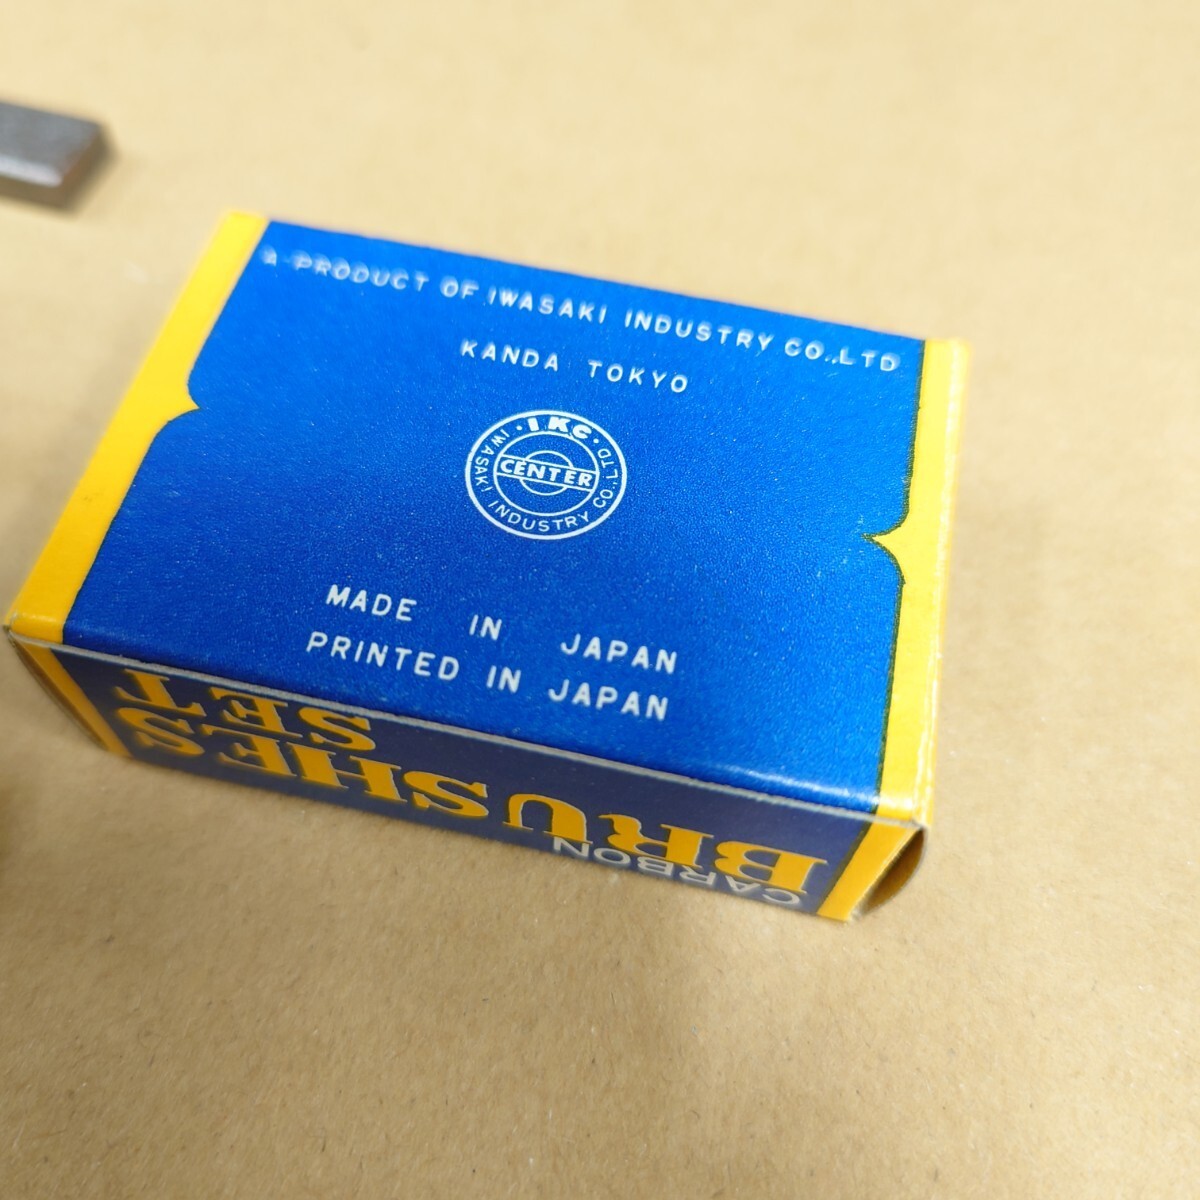 A PRODUCT OF IWASAKI INDUSTRY CO.,LTD
KANDA TOKYO
I.K.C
CENTER
IWASAKI INDUSTRY CO.,LTD.
MADE IN JAPAN
PRINTED IN JAPAN
CARBON
BRUSHES
SET